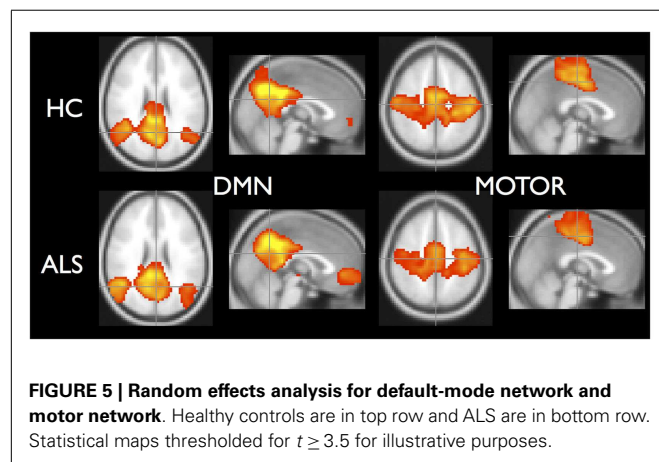 HC
DMN
MOTOR
ALS
FIGURE 5 | Random effects analysis for default-mode network and
motor network. Healthy controls are in top row and ALS are in bottom row.
Statistical maps thresholded for t ≥ 3.5 for illustrative purposes.